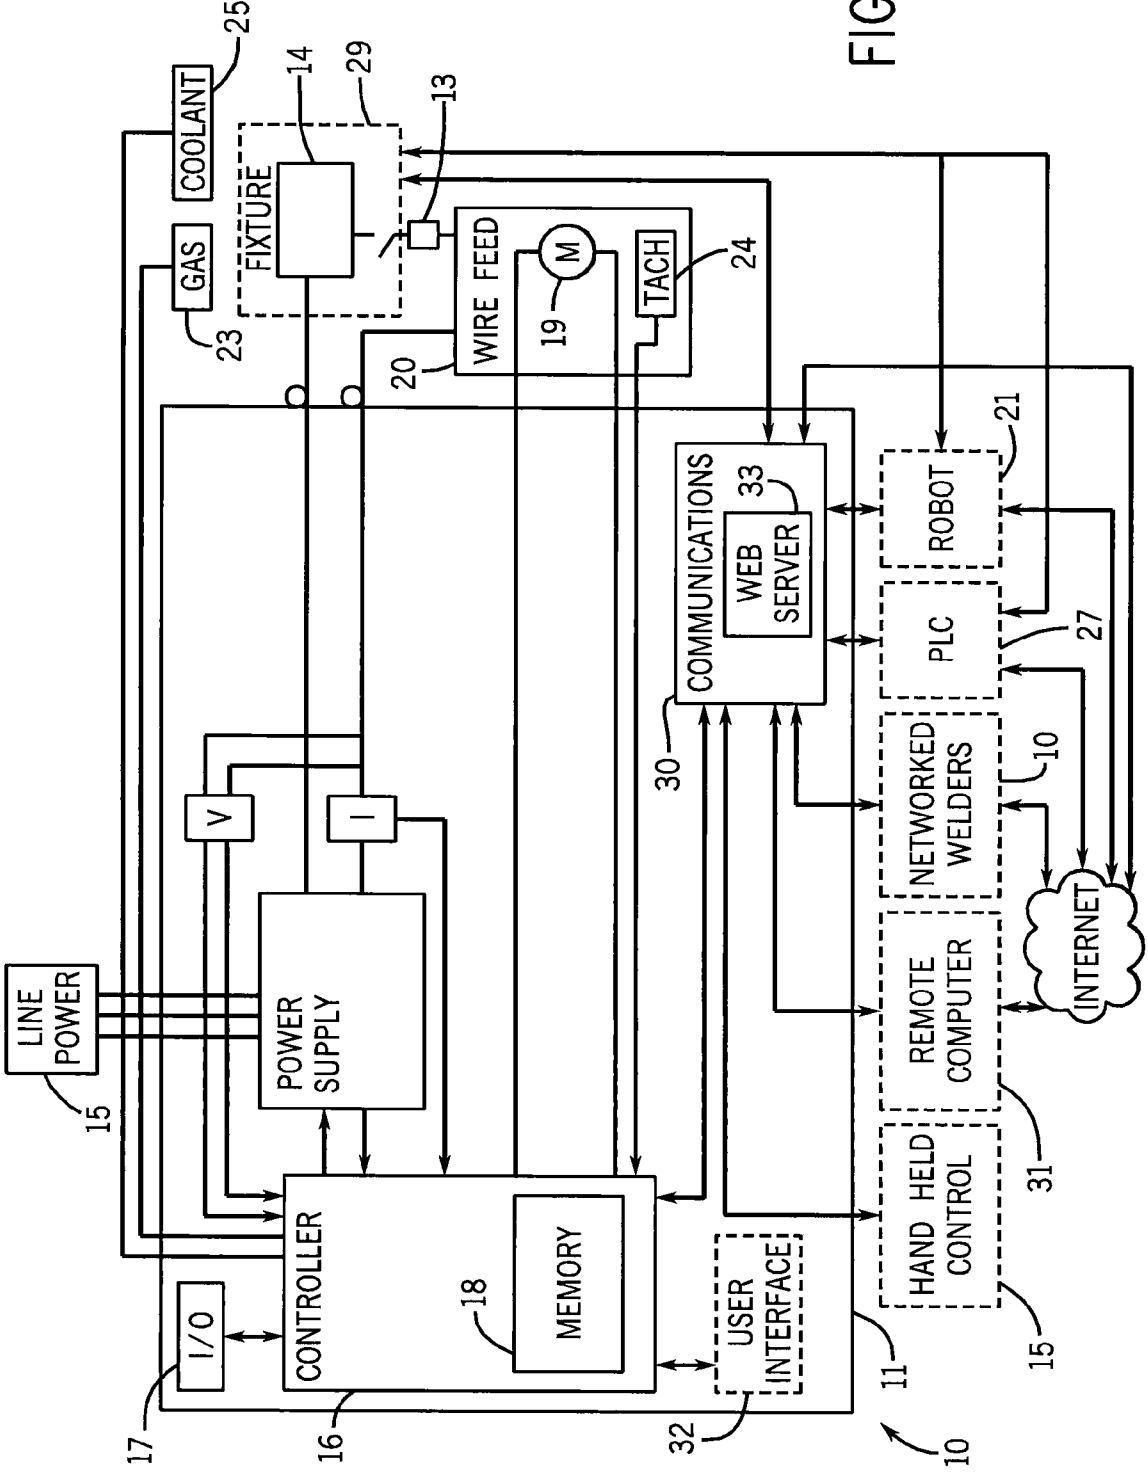 FIG
COOLANT
25
GAS
23
FIXTURE
14
29
13
WIRE FEED
20
M
19
TACH
24
LINE
POWER
15
POWER
SUPPLY
V
I
I/O
17
CONTROLLER
16
MEMORY
18
USER
INTERFACE
32
COMMUNICATIONS
30
WEB
SERVER
33
11
10
HAND HELD
CONTROL
15
REMOTE
COMPUTER
31
NETWORKED
WELDERS
10
PLC
27
ROBOT
21
INTERNET